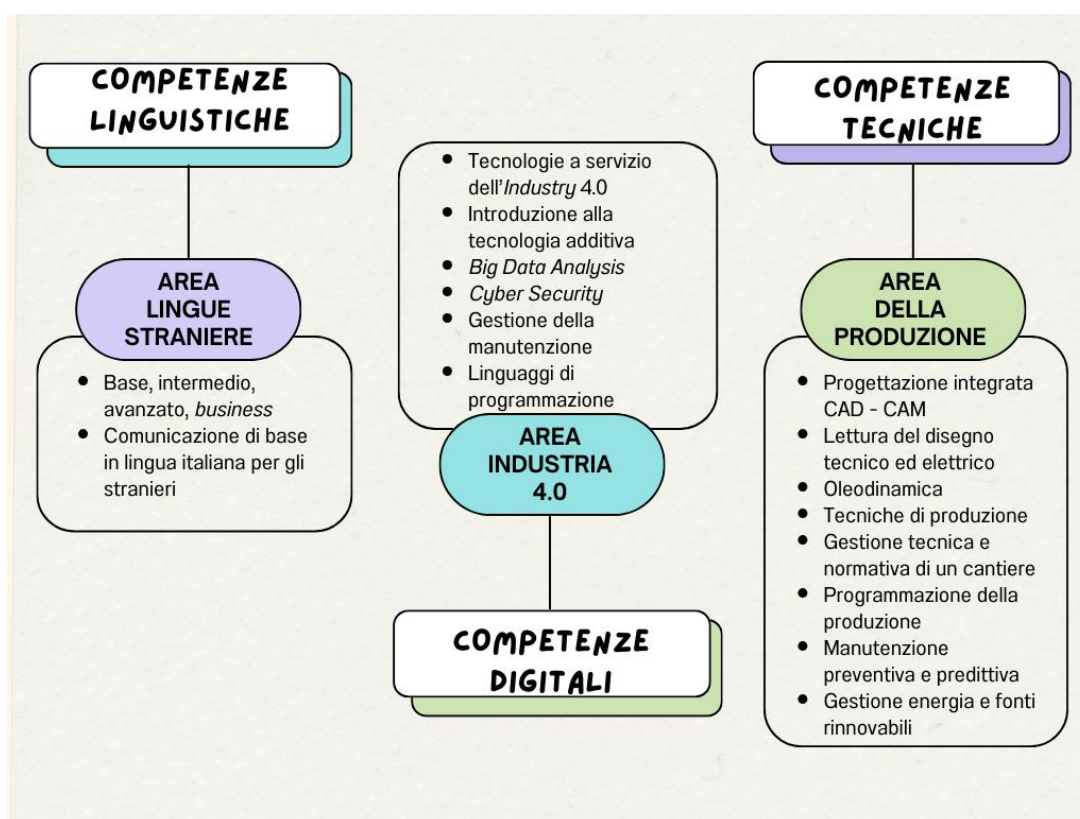 COMPETENZE
LINGUISTICHE
AREA
LINGUE
STRANIERE
• Base, intermedio,
avanzato, business
• Comunicazione di base
in lingua italiana per gli
stranieri
• Tecnologie a servizio
dell'Industry 4.0
• Introduzione alla
tecnologia additiva
• Big Data Analysis
• Cyber Security
• Gestione della
manutenzione
• Linguaggi di
programmazione
AREA
INDUSTRIA
4.0
COMPETENZE
DIGITALI
COMPETENZE
TECNICHE
AREA
DELLA
PRODUZIONE
• Progettazione integrata
CAD - CAM
• Lettura del disegno
tecnico ed elettrico
• Oleodinamica
• Tecniche di produzione
• Gestione tecnica e
normativa di un cantiere
• Programmazione della
produzione
• Manutenzione
preventiva e predittiva
• Gestione energia e fonti
rinnovabili